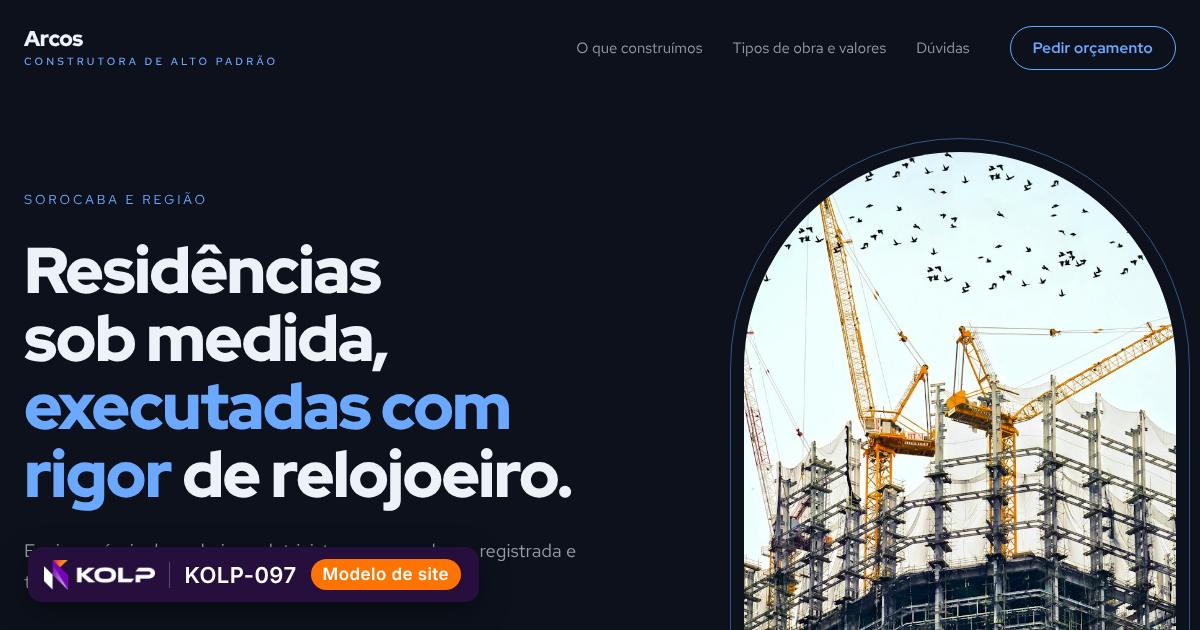 Arcos
CONSTRUTORA DE ALTO PADRÃO
O que construímos
Tipos de obra e valores
Dúvidas
Pedir orçamento
SOROCABA E REGIÃO
Residências
sob medida,
executadas com
rigor de relojoeiro.
registrada e
KOLP
KOLP-097
Modelo de site